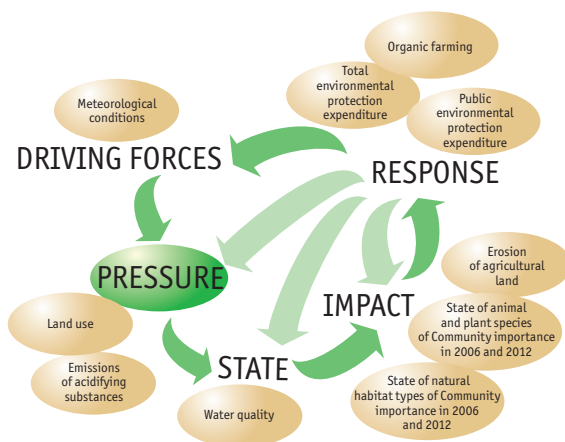 Organic farming
Total
environmental
protection
expenditure
Public
environmental
protection
expenditure
Meteorological
conditions
DRIVING FORCES
RESPONSE
PRESSURE
Land use
Emissions
of acidifying
substances
STATE
Water quality
IMPACT
Erosion
of agricultural
land
State of animal
and plant species
of Community importance
in 2006 and 2012
State of natural
habitat types of Community
importance in 2006
and 2012